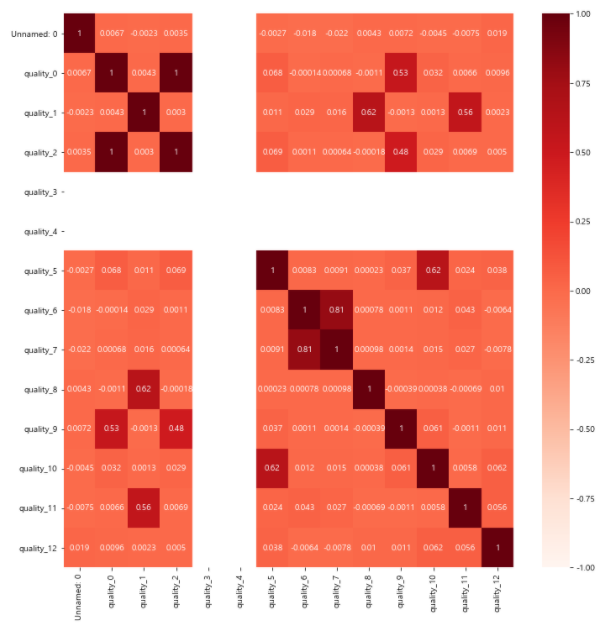 Unnamed: 0 1 0.0067 -0.0023 0.0035 -0.0027 -0.018 -0.022 0.0043 0.0072 -0.0045 -0.0075 0.019
quality_0 0.0067 1 0.0043 1 0.068 -0.00014 0.00068 -0.0011 0.53 0.032 0.0066 0.0096
quality_1 -0.0023 0.0043 1 0.003 0.011 0.029 0.016 0.62 -0.0013 0.0013 0.56 0.0023
quality_2 0.0035 1 0.003 1 0.069 0.0011 0.00064 -0.00018 0.48 0.029 0.0069 0.005
quality_3
quality_4
quality_5 -0.0027 0.068 0.011 0.069 1 0.0083 0.0091 0.00023 0.037 0.62 0.024 0.038
quality_6 -0.018 -0.00014 0.029 0.0011 0.0083 1 0.81 0.00078 0.0011 0.012 0.043 -0.0064
quality_7 -0.022 0.00068 0.016 0.00064 0.0091 0.81 1 0.00098 0.0014 0.015 0.027 -0.0078
quality_8 0.0043 -0.0011 0.62 -0.00018 0.00023 0.00078 0.00098 1 -0.00039 0.00038 -0.00069 0.01
quality_9 0.0072 0.53 -0.0013 0.48 0.037 0.0011 0.0014 -0.00039 1 0.061 -0.0011 0.011
quality_10 -0.0045 0.032 0.0013 0.029 0.62 0.012 0.015 0.00038 0.061 1 0.0058 0.062
quality_11 -0.0075 0.0066 0.56 0.0069 0.024 0.043 0.027 -0.00069 -0.0011 0.0058 1 0.056
quality_12 0.019 0.0096 0.0023 0.005 0.038 -0.0064 -0.0078 0.01 0.011 0.062 0.056 1
Unnamed: 0 quality_0 quality_1 quality_2 quality_3 quality_4 quality_5 quality_6 quality_7 quality_8 quality_9 quality_10 quality_11 quality_12
1.00
0.75
0.50
0.25
0.00
-0.25
-0.50
-0.75
-1.00